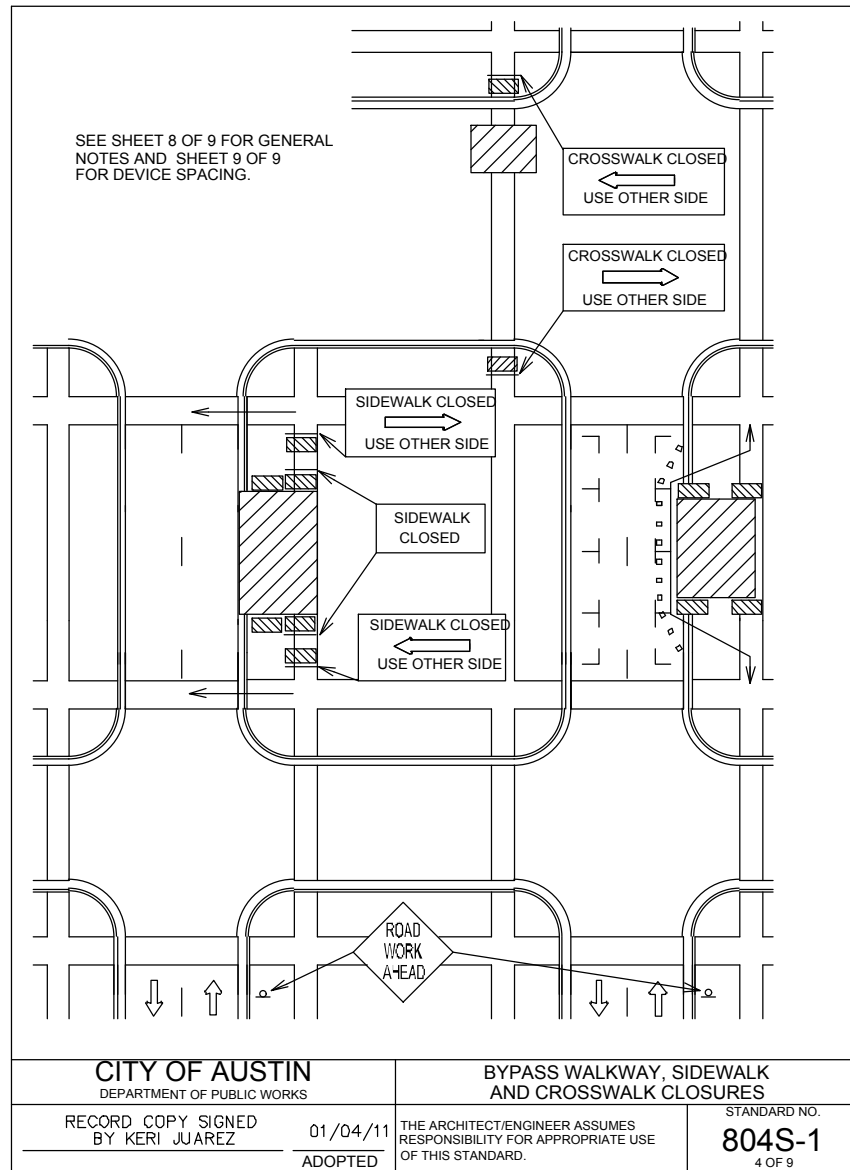 SEE SHEET 8 OF 9 FOR GENERAL
NOTES AND SHEET 9 OF 9
FOR DEVICE SPACING.
CROSSWALK CLOSED
USE OTHER SIDE
CROSSWALK CLOSED
USE OTHER SIDE
SIDEWALK CLOSED
USE OTHER SIDE
SIDEWALK
CLOSED
SIDEWALK CLOSED
USE OTHER SIDE
ROAD
WORK
AHEAD
CITY OF AUSTIN
DEPARTMENT OF PUBLIC WORKS
BYPASS WALKWAY, SIDEWALK
AND CROSSWALK CLOSURES
RECORD COPY SIGNED
BY KERI JUAREZ
01/04/11
ADOPTED
THE ARCHITECT/ENGINEER ASSUMES
RESPONSIBILITY FOR APPROPRIATE USE
OF THIS STANDARD.
STANDARD NO.
804S-1
4 OF 9